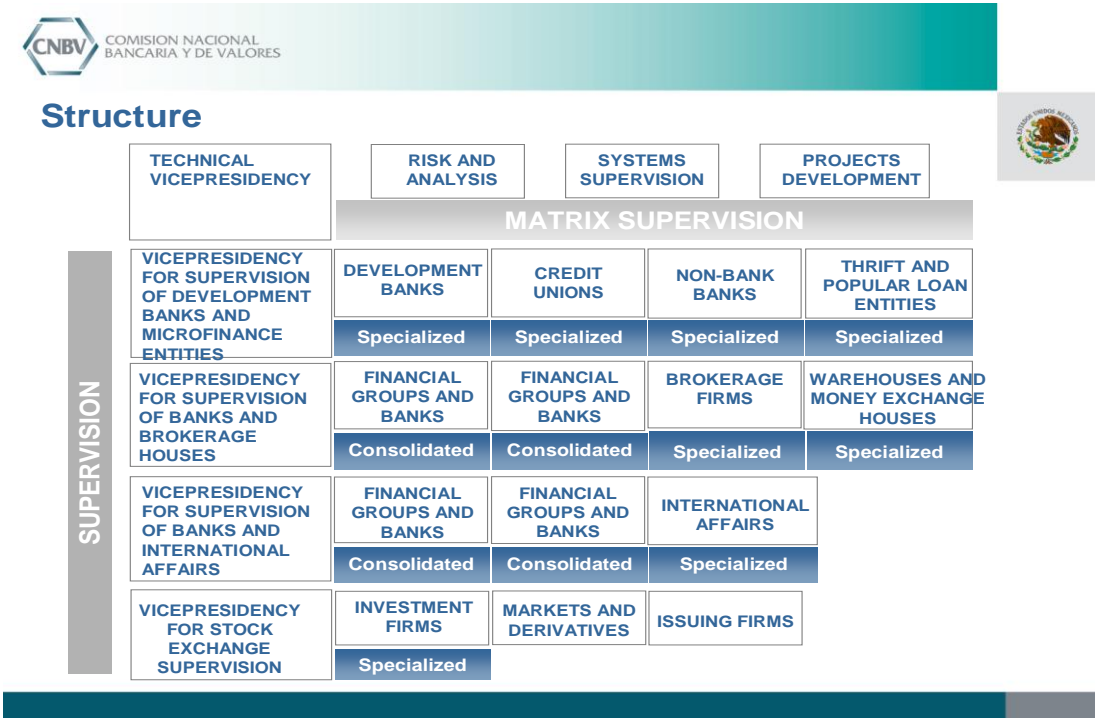 CNBV
COMISION NACIONAL
BANCARIA Y DE VALORES
ESTADOS UNIDOS MEXICANOS
Structure
TECHNICAL
VICEPRESIDENCY
RISK AND
ANALYSIS
SYSTEMS
SUPERVISION
PROJECTS
DEVELOPMENT
MATRIX SUPERVISION
SUPERVISION
VICEPRESIDENCY
FOR SUPERVISION
OF DEVELOPMENT
BANKS AND
MICROFINANCE
ENTITIES
DEVELOPMENT
BANKS
Specialized
CREDIT
UNIONS
Specialized
NON-BANK
BANKS
Specialized
THRIFT AND
POPULAR LOAN
ENTITIES
Specialized
VICEPRESIDENCY
FOR SUPERVISION
OF BANKS AND
BROKERAGE
HOUSES
FINANCIAL
GROUPS AND
BANKS
Consolidated
FINANCIAL
GROUPS AND
BANKS
Consolidated
BROKERAGE
FIRMS
Specialized
WAREHOUSES AND
MONEY EXCHANGE
HOUSES
Specialized
VICEPRESIDENCY
FOR SUPERVISION
OF BANKS AND
INTERNATIONAL
AFFAIRS
FINANCIAL
GROUPS AND
BANKS
Consolidated
FINANCIAL
GROUPS AND
BANKS
Consolidated
INTERNATIONAL
AFFAIRS
Specialized
VICEPRESIDENCY
FOR STOCK
EXCHANGE
SUPERVISION
INVESTMENT
FIRMS
Specialized
MARKETS AND
DERIVATIVES
ISSUING FIRMS